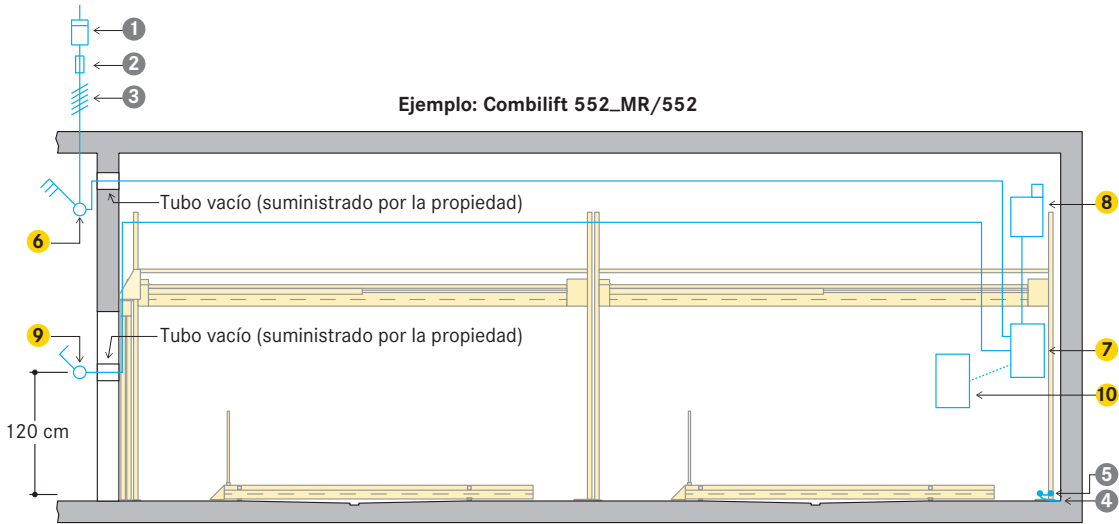 1
2
3
Ejemplo: Combilift 552_MR/552
Tubo vacío (suministrado por la propiedad)
8
6
9
Tubo vacío (suministrado por la propiedad)
7
10
120 cm
5
4